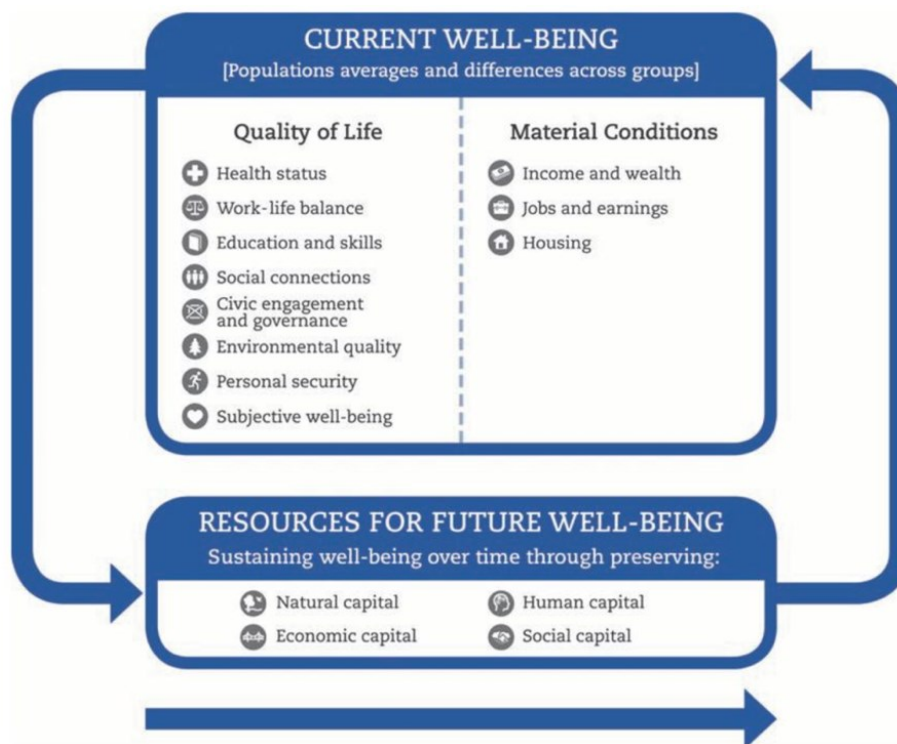 CURRENT WELL-BEING
[Populations averages and differences across groups]
Quality of Life
Health status
Work-life balance
Education and skills
Social connections
Civic engagement
and governance
Environmental quality
Personal security
Subjective well-being
Material Conditions
Income and wealth
Jobs and earnings
Housing
RESOURCES FOR FUTURE WELL-BEING
Sustaining well-being over time through preserving:
Natural capital
Economic capital
Human capital
Social capital